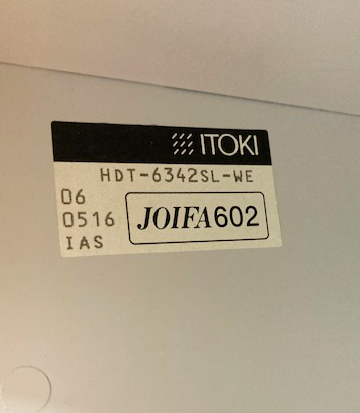 ITOKI
HDT-6342SL-WE
06
0516
IAS
JOIFA602